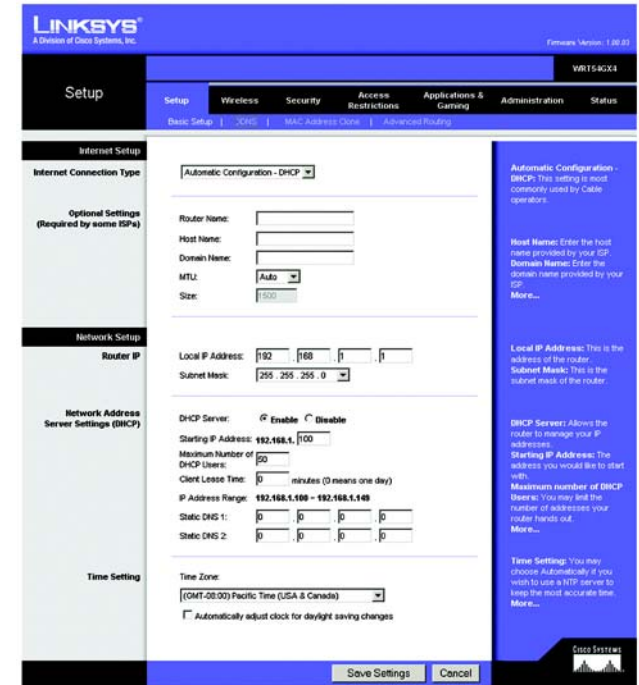 LINKSYS®
A Division of Cisco Systems, Inc.
Firmware Version: 1.00.03
WRT54GX4
Setup
Setup Wireless Security Access Restrictions Applications & Gaming Administration Status
Basic Setup | DDNS | MAC Address Clone | Advanced Routing
Internet Setup
Internet Connection Type
Automatic Configuration - DHCP
Automatic Configuration -
DHCP: This setting is most
commonly used by Cable
operators.
Optional Settings
(Required by some ISPs)
Router Name:
Host Name:
Domain Name:
MTU: Auto
Size: 1500
Host Name: Enter the host
name provided by your ISP.
Domain Name: Enter the
domain name provided by your
ISP.
More...
Network Setup
Router IP
Local IP Address: 192 . 168 . 1 . 1
Subnet Mask: 255 . 255 . 255 . 0
Local IP Address: This is the
address of the router.
Subnet Mask: This is the
subnet mask of the router.
Network Address
Server Settings (DHCP)
DHCP Server: Enable Disable
Starting IP Address: 192.168.1. 100
Maximum Number of
DHCP Users: 50
Client Lease Time: 0 minutes (0 means one day)
IP Address Range: 192.168.1.100 ~ 192.168.1.149
Static DNS 1: 0 . 0 . 0 . 0
Static DNS 2: 0 . 0 . 0 . 0
DHCP Server: Allows the
router to manage your IP
addresses.
Starting IP Address: The
address you would like to start
with.
Maximum number of DHCP
Users: You may limit the
number of addresses your
router hands out.
More...
Time Setting
Time Zone:
(GMT-08:00) Pacific Time (USA & Canada)
Automatically adjust clock for daylight saving changes
Time Setting: You may
choose Automatically if you
wish to use a NTP server to
keep the most accurate time.
More...
Save Settings Cancel
CISCO SYSTEMS